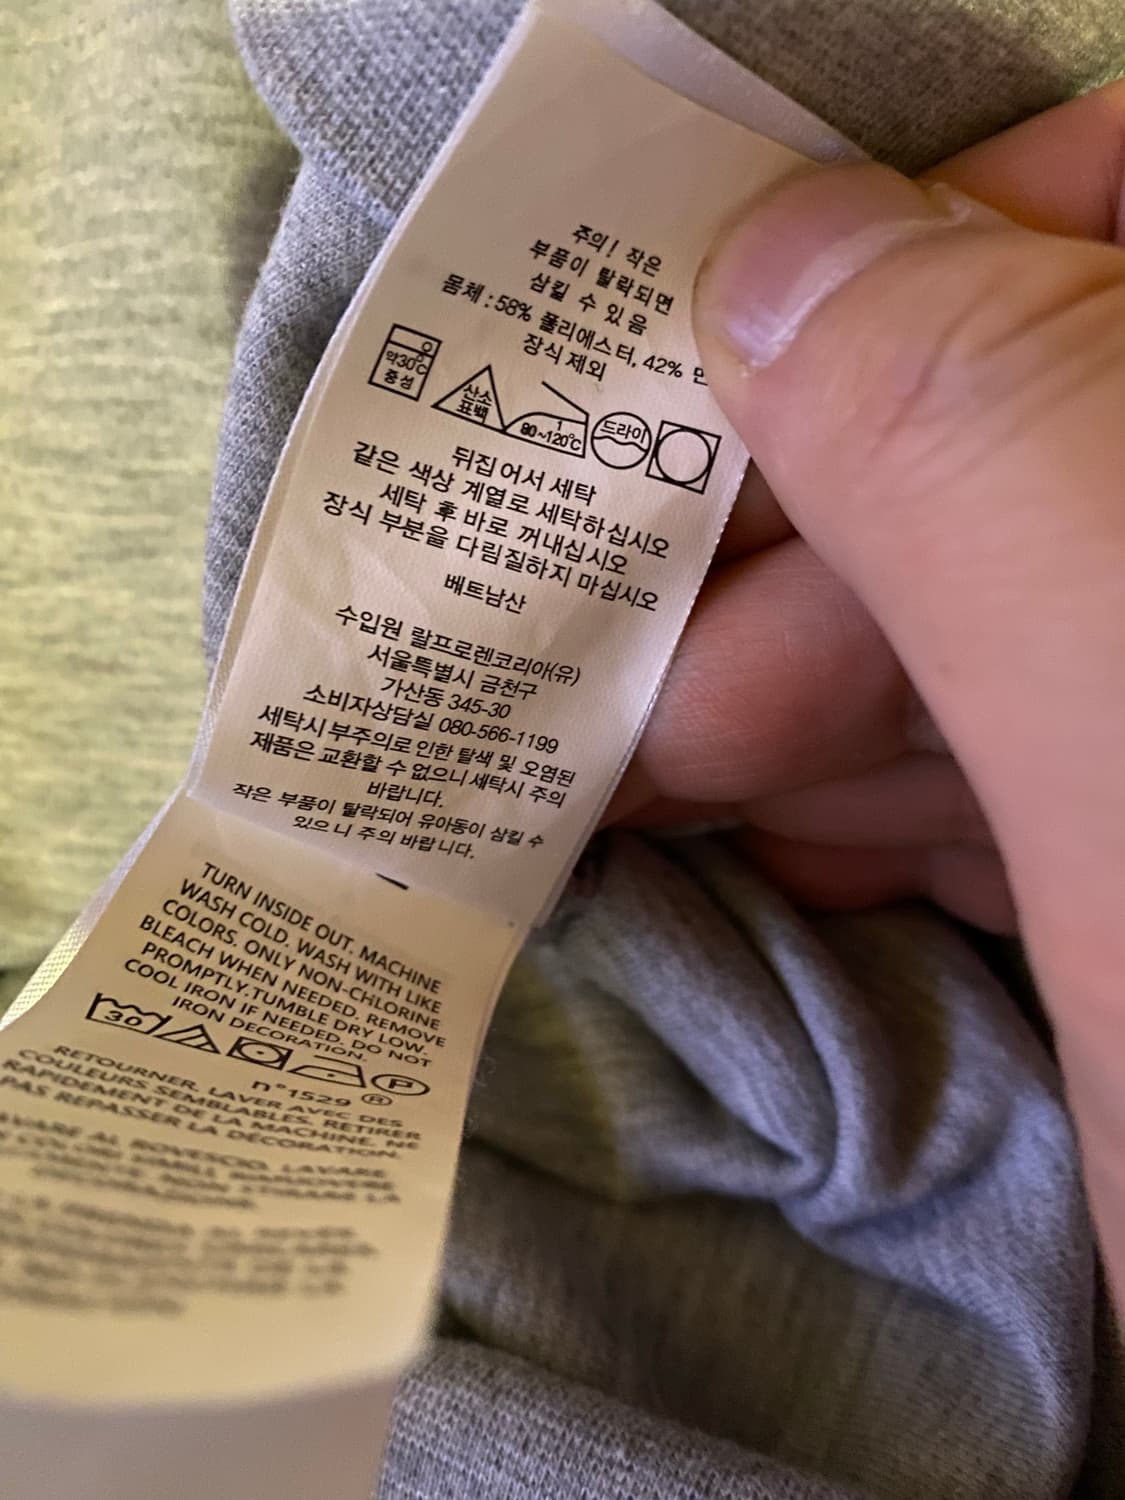 주의! 작은
부품이 탈락되면
삼킬 수 있음
몸체 : 58% 폴리에스터, 42%
장식 제외
약30℃
중성
산소
표백
1
80~120℃
드라이
뒤집어서 세탁
같은 색상 계열로 세탁하십시오
세탁 후 바로 꺼내십시오
장식 부분을 다림질하지 마십시오
베트남산
수입원 랄프로렌코리아(유)
서울특별시 금천구
가산동 345-30
소비자상담실 080-566-1199
세탁시 부주의로 인한 탈색 및 오염된
제품은 교환할 수 없으니 세탁시 주의
바랍니다.
작은 부품이 탈락되어 유아동이 삼킬 수
있으니 주의 바랍니다.
TURN INSIDE OUT. MACHINE
WASH COLD. WASH WITH LIKE
COLORS. ONLY NON-CHLORINE
BLEACH WHEN NEEDED. REMOVE
PROMPTLY.TUMBLE DRY LOW.
COOL IRON IF NEEDED. DO NOT
IRON DECORATION.
30
P
n°1529 ®
RETOURNER. LAVER AVEC DES
COULEURS SEMBLABLES. RETIRER
RAPIDEMENT DE LA MACHINE. NE
PAS REPASSER LA DÉCORATION.
AL ROVESCIO. LAVARE